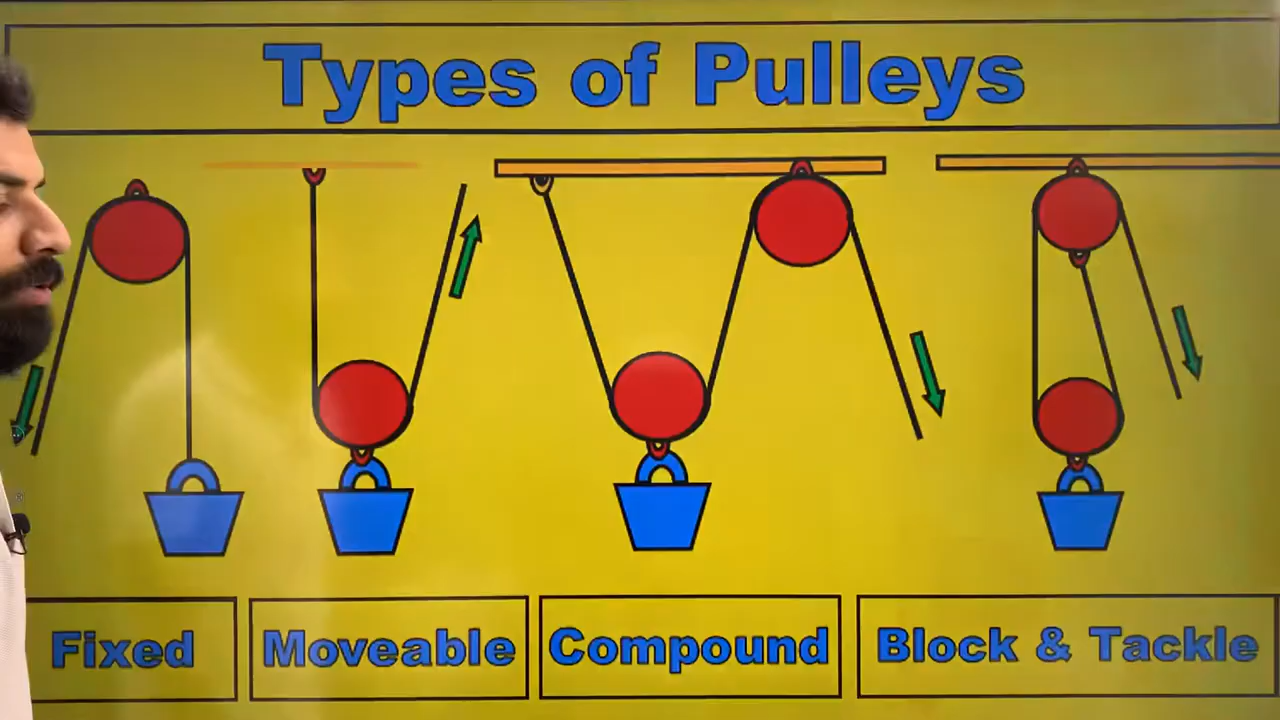 Types of Pulleys
Fixed
Moveable
Compound
Block & Tackle